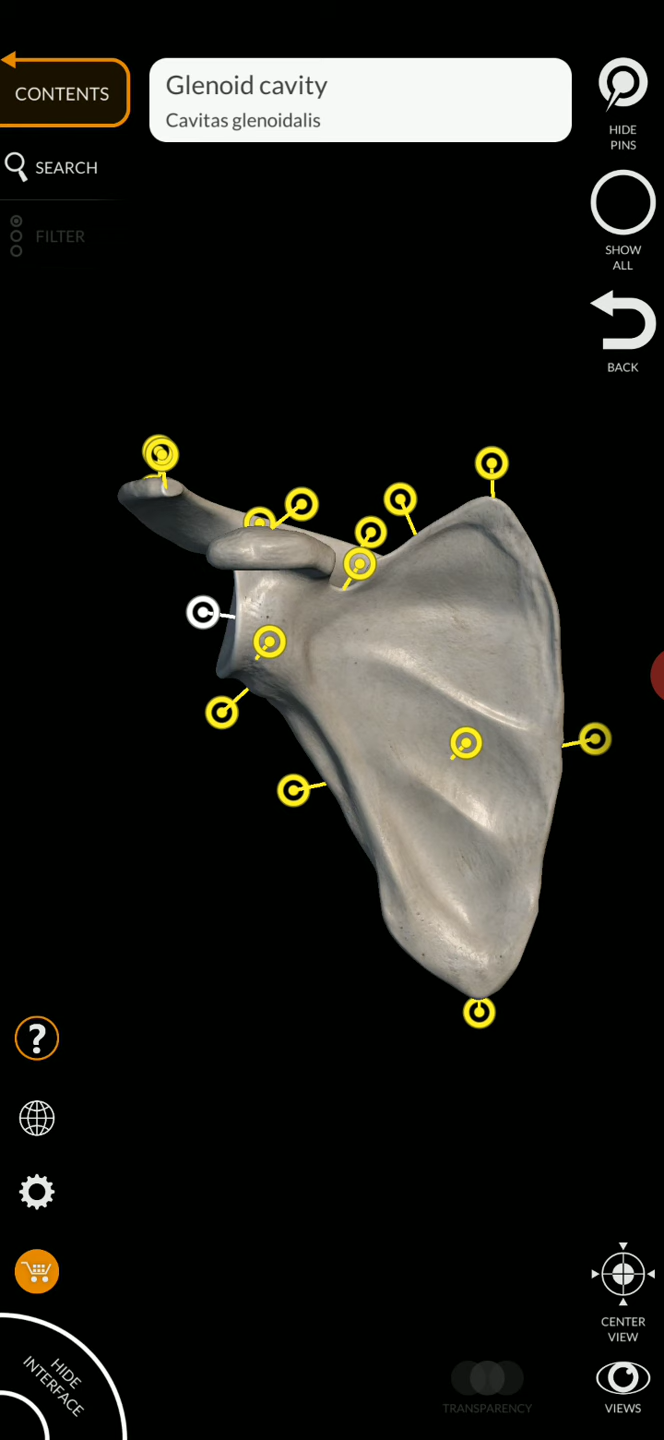 CONTENTS
Glenoid cavity
Cavitas glenoidalis
HIDE
PINS
SEARCH
FILTER
SHOW
ALL
BACK
?
CENTER
VIEW
HIDE
INTERFACE
TRANSPARENCY
VIEWS